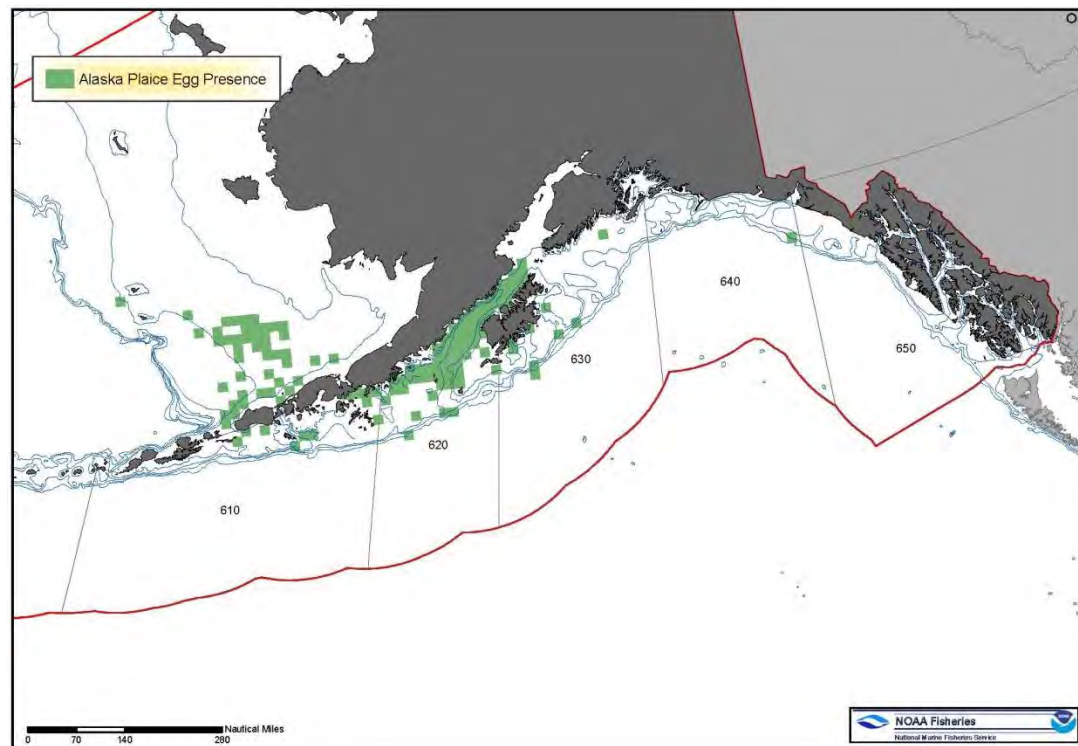 Alaska Plaice Egg Presence
640
650
630
620
610
Nautical Miles
0 70 140 280
NOAA Fisheries
National Marine Fisheries Service